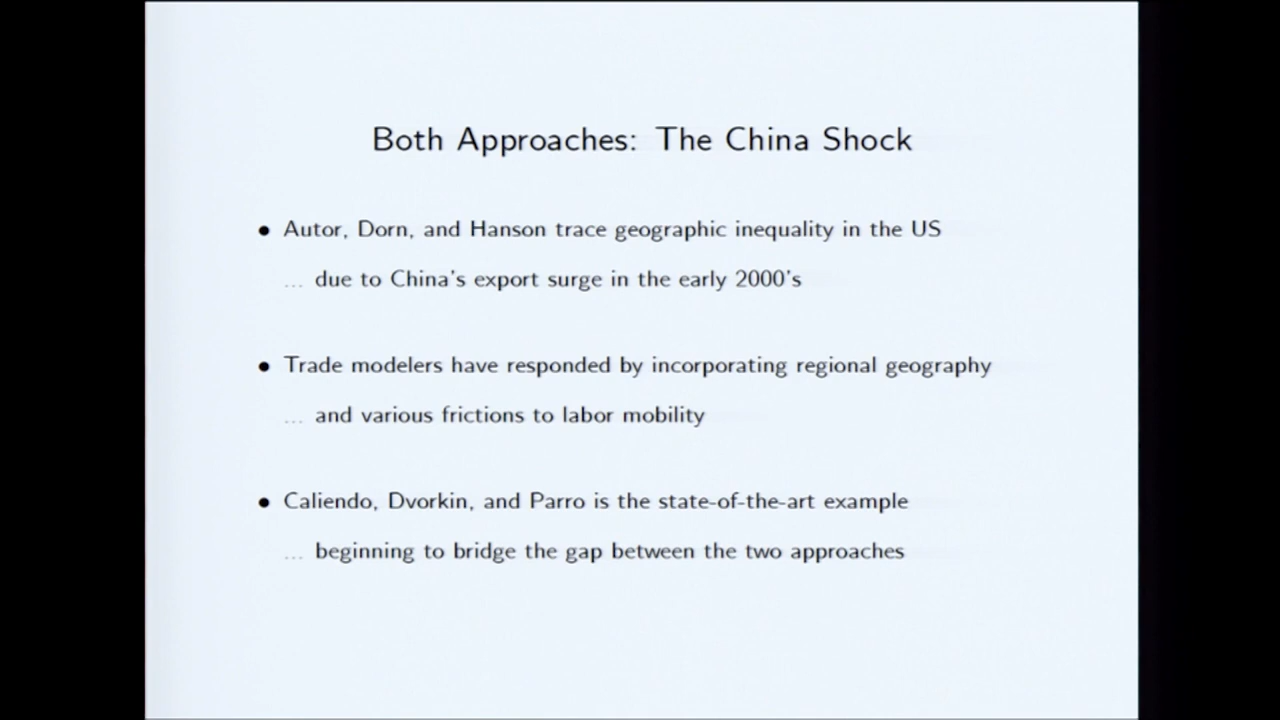 Both Approaches: The China Shock
• Autor, Dorn, and Hanson trace geographic inequality in the US
... due to China's export surge in the early 2000's
• Trade modelers have responded by incorporating regional geography
... and various frictions to labor mobility
• Caliendo, Dvorkin, and Parro is the state-of-the-art example
... beginning to bridge the gap between the two approaches